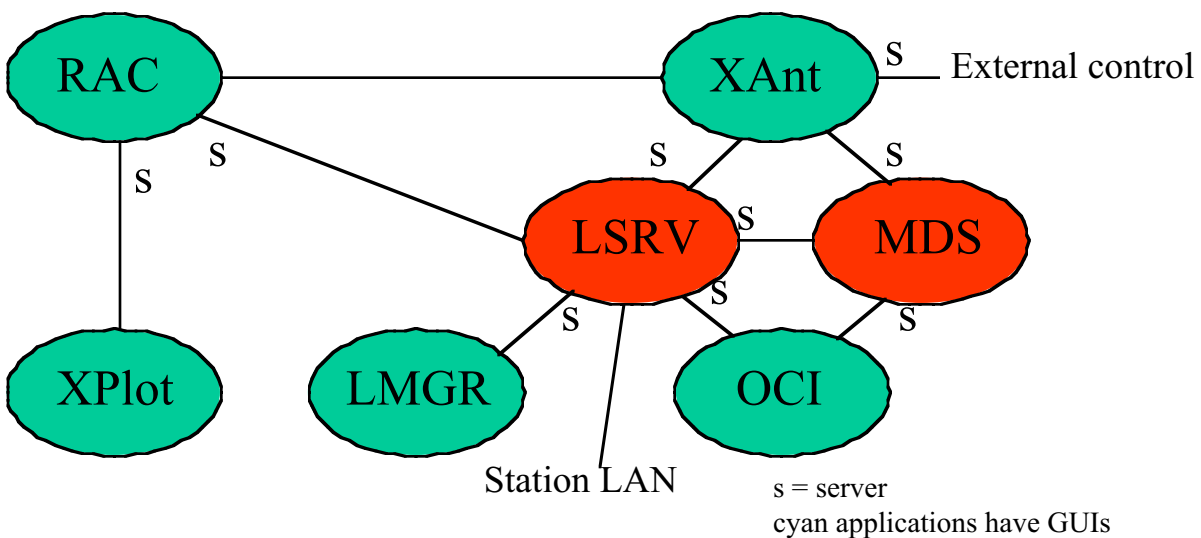 RAC
XAnt
s
External control
s
s
s
s
LSRV
s
MDS
s
s
s
XPlot
LMGR
OCI
Station LAN
s = server
cyan applications have GUIs